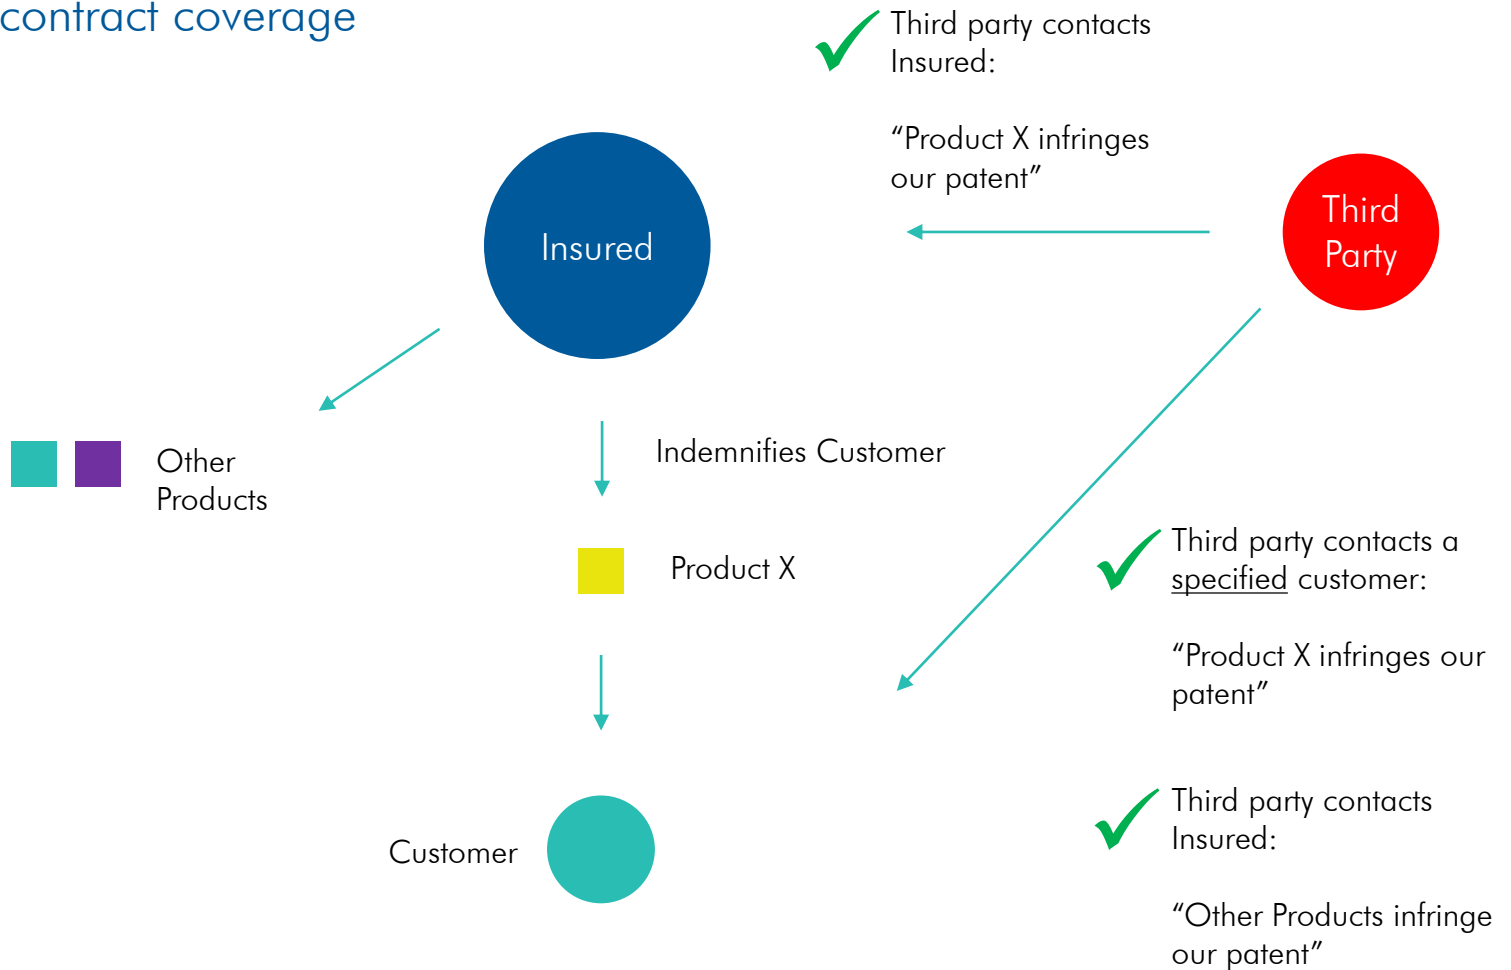 contract coverage
Third party contacts
Insured:
“Product X infringes
our patent”
Third
Party
Insured
Other
Products
Indemnifies Customer
Product X
Third party contacts a
specified customer:
“Product X infringes our
patent”
Customer
Third party contacts
Insured:
“Other Products infringe
our patent”